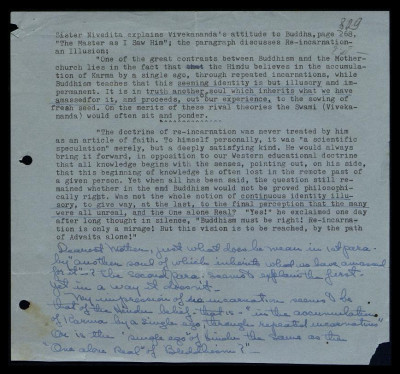 389
Sister Nivedita explains Vivekananda's attitude to Buddha, page 268,
"The Master as I Saw Him"; the paragraph discusses Re-incarnation-
an Illusion:
"One of the great contrasts between Buddhism and the Mother-
church lies in the fact that the Hindu believes in the accumula-
tion of Karma by a single ego, through repeated incarnations, while
Buddhism teaches that this seeming identity is but illusory and im-
permanent. It is in truth another soul which inherits what we have
amassed for it, and proceeds, out our experience, to the sowing of
fresh seed. On the merits of these rival theories the Swami (Vivek-
ananda) would often sit and ponder.
"The doctrine of re-incarnation was never treated by him
as an article of faith. To himself personally, it was "a scientific
speculation" merely, but a deeply satisfying kind. He would always
bring it forward, in opposition to our Western educational doctrine
that all knowledge begins with the senses, pointing out, on his side,
that this beginning of knowledge is often lost in the remote past of
a given person. Yet when all has been said, the question still re-
mained whether in the end Buddhism would not be proved philosophi-
cally right. Was not the whole notion of continuous identity illu-
sory, to give way, at the last, to the final perception that the many
were all unreal, and the One alone Real? "Yes!" he exclaimed one day
after long thought in silence, "Buddhism must be right! Re-incarna-
tion is only a mirage! But this vision is to be reached, by the path
of Advaita alone!"
Dearest Mother, just what does he mean in 1st para-
by "another soul which inherits what we have amassed
for it"-? The second para. seems to explain the first-
yet in a way it does
My impression of re incarnation seems to be
that of the Hindu belief- that is- "in the accumulation
of Karma by a single ego, through repeated incarnations"
Or is the "single ego" of Hindu the same as the
"One alone Real" of Buddhism?"-